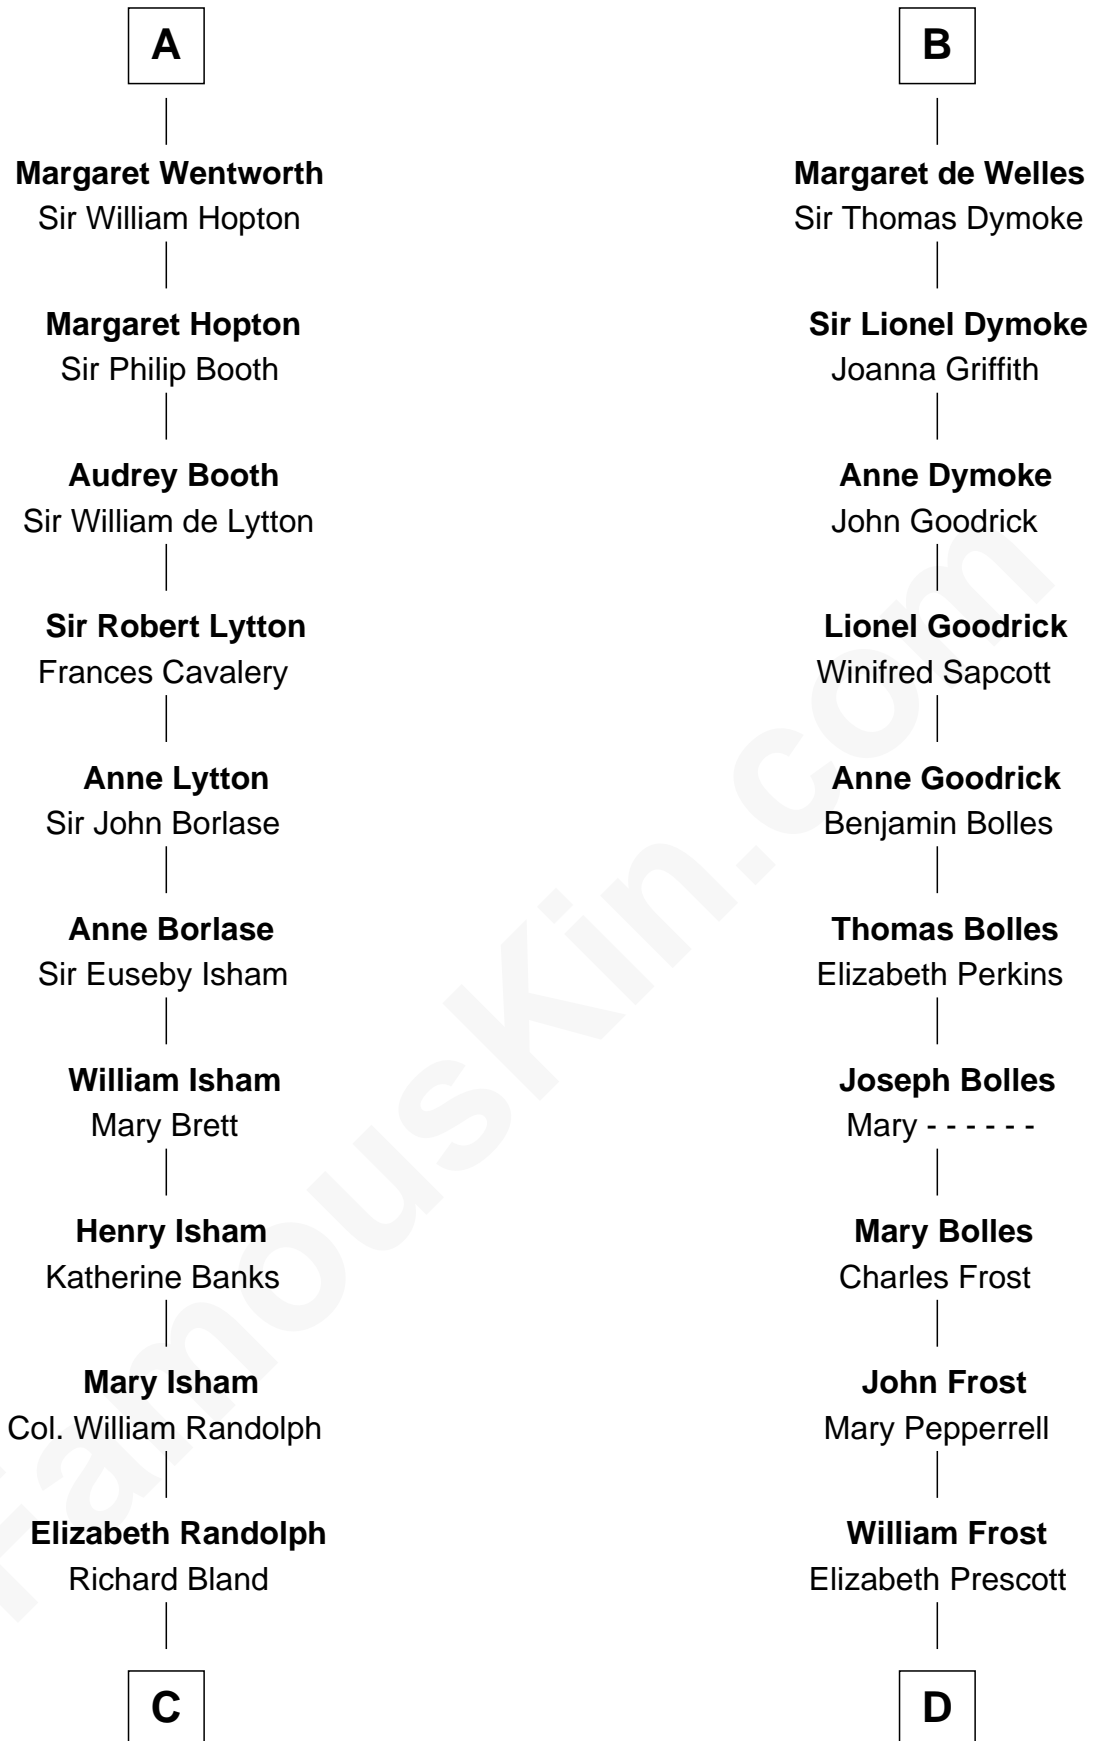 A
Margaret Wentworth
Sir William Hopton
Margaret Hopton
Sir Philip Booth
Audrey Booth
Sir William de Lytton
Sir Robert Lytton
Frances Cavalery
Anne Lytton
Sir John Borlase
Anne Borlase
Sir Euseby Isham
William Isham
Mary Brett
Henry Isham
Katherine Banks
Mary Isham
Col. William Randolph
Elizabeth Randolph
Richard Bland
C
B
Margaret de Welles
Sir Thomas Dymoke
Sir Lionel Dymoke
Joanna Griffith
Anne Dymoke
John Goodrick
Lionel Goodrick
Winifred Sapcott
Anne Goodrick
Benjamin Bolles
Thomas Bolles
Elizabeth Perkins
Joseph Bolles
Mary - - - - - -
Mary Bolles
Charles Frost
John Frost
Mary Pepperrell
William Frost
Elizabeth Prescott
D
FamousKin.com